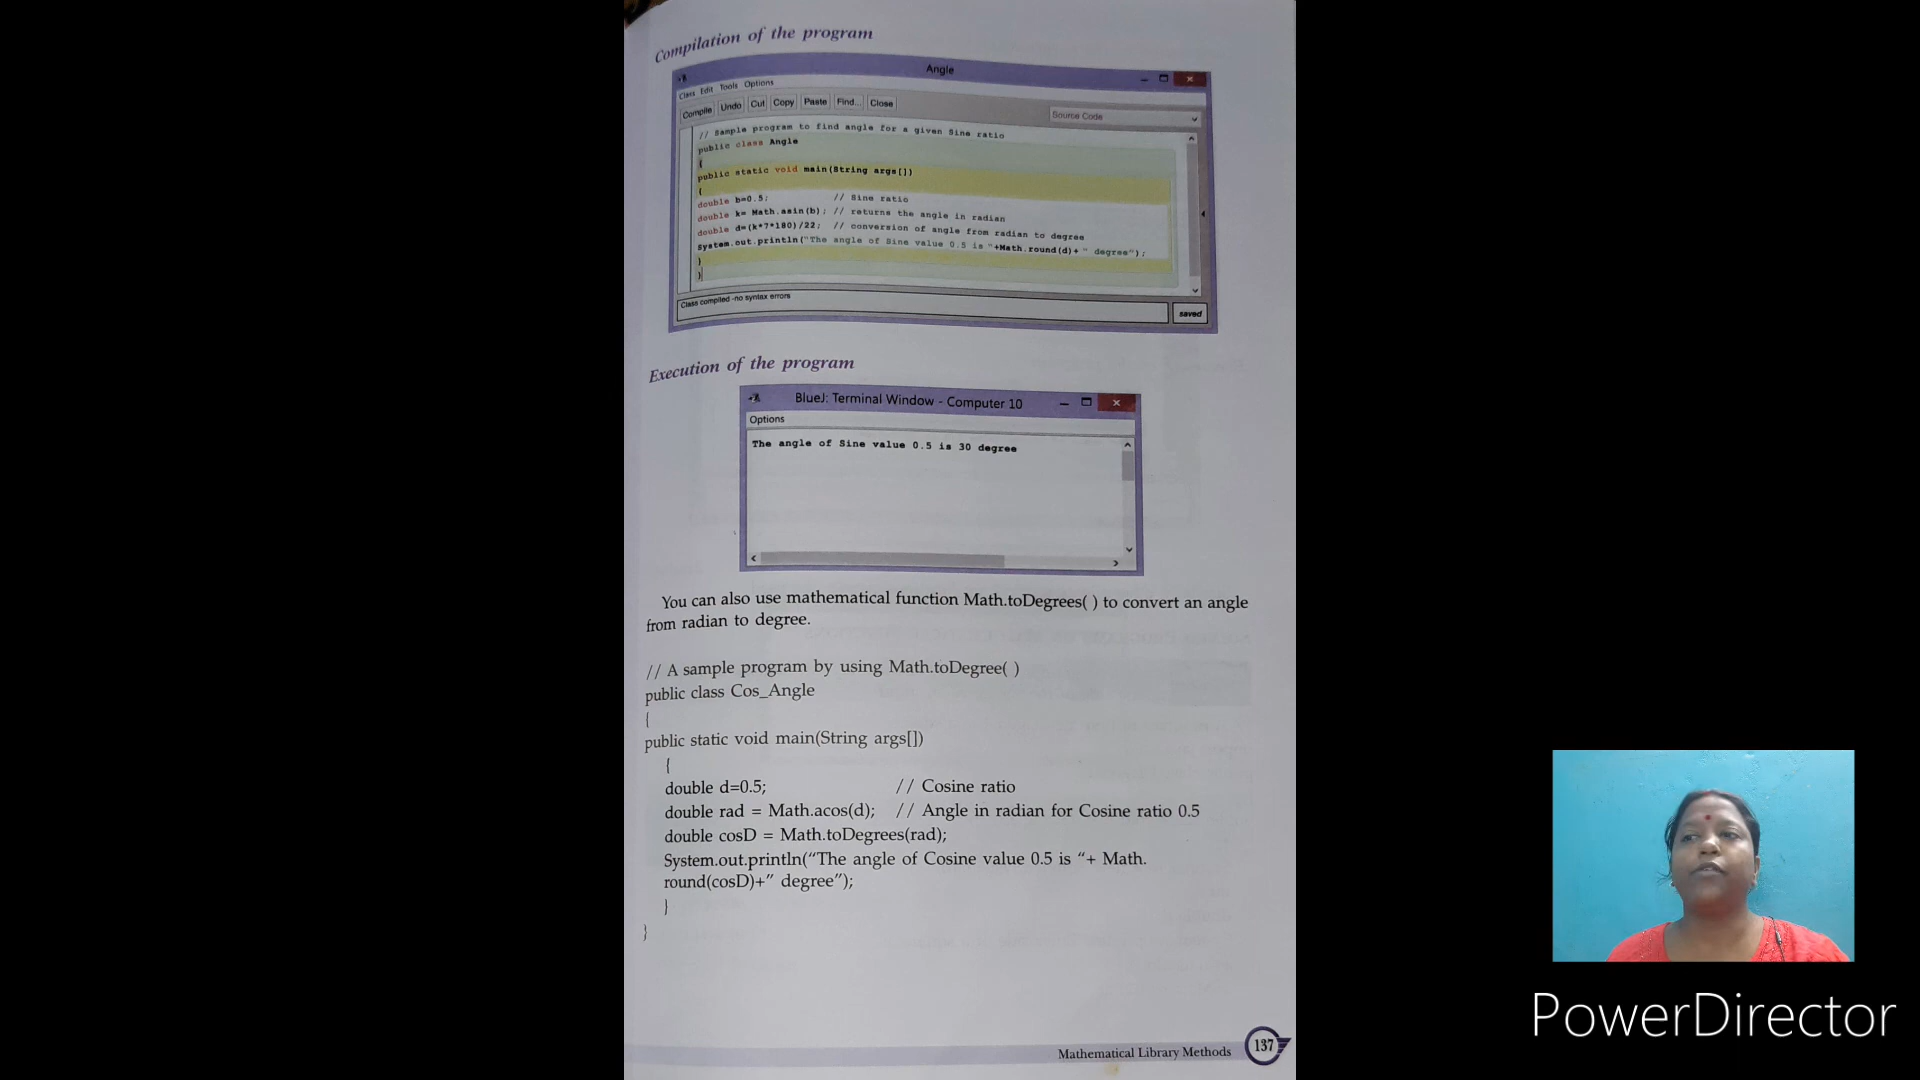 Compilation of the program
Angle
Class Edit Tools Options
Compile Undo Cut Copy Paste Find... Close
Source Code
// Sample program to find angle for a given Sine ratio
public class Angle
{
public static void main(String args[])
{
double b=0.5; // Sine ratio
double k= Math.asin(b); // returns the angle in radian
double d=(k*7*180)/22; // conversion of angle from radian to degree
System.out.println("The angle of Sine value 0.5 is "+Math.round(d)+ " degree");
}
}
Class compiled -no syntax errors
saved
Execution of the program
BlueJ: Terminal Window - Computer 10
Options
The angle of Sine value 0.5 is 30 degree
You can also use mathematical function Math.toDegrees( ) to convert an angle
from radian to degree.
// A sample program by using Math.toDegree( )
public class Cos_Angle
{
public static void main(String args[])
{
double d=0.5; // Cosine ratio
double rad = Math.acos(d); // Angle in radian for Cosine ratio 0.5
double cosD = Math.toDegrees(rad);
System.out.println(“The angle of Cosine value 0.5 is “+ Math.
round(cosD)+” degree”);
}
}
Mathematical Library Methods 137
PowerDirector